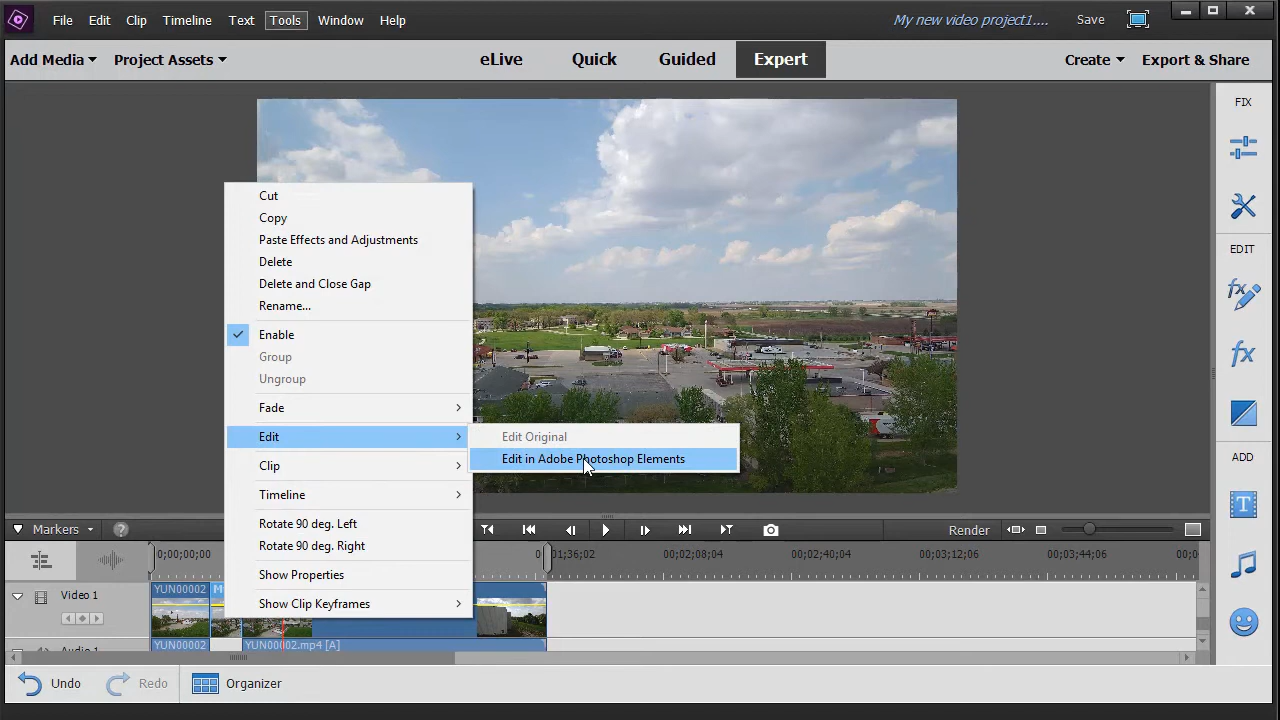 File Edit Clip Timeline Text Tools Window Help My new video project1.... Save
Add Media Project Assets eLive Quick Guided Expert Create Export & Share
FIX
Cut
Copy
Paste Effects and Adjustments
Delete
EDIT
Delete and Close Gap
Rename...
Enable
Group
Ungroup
Fade
Edit Edit Original
ADD
Edit in Adobe Photoshop Elements
Clip
Timeline
Rotate 90 deg. Left
Markers ? Render
Rotate 90 deg. Right
0;00;00;00 01;36;02 00;02;08;04 00;02;40;04 00;03;12;06 00;03;44;06 00;0
Show Properties
Video 1 YUN00002 M
Show Clip Keyframes
Audio 1 YUN00002 YUN00002.mp4 [A]
Undo Redo Organizer